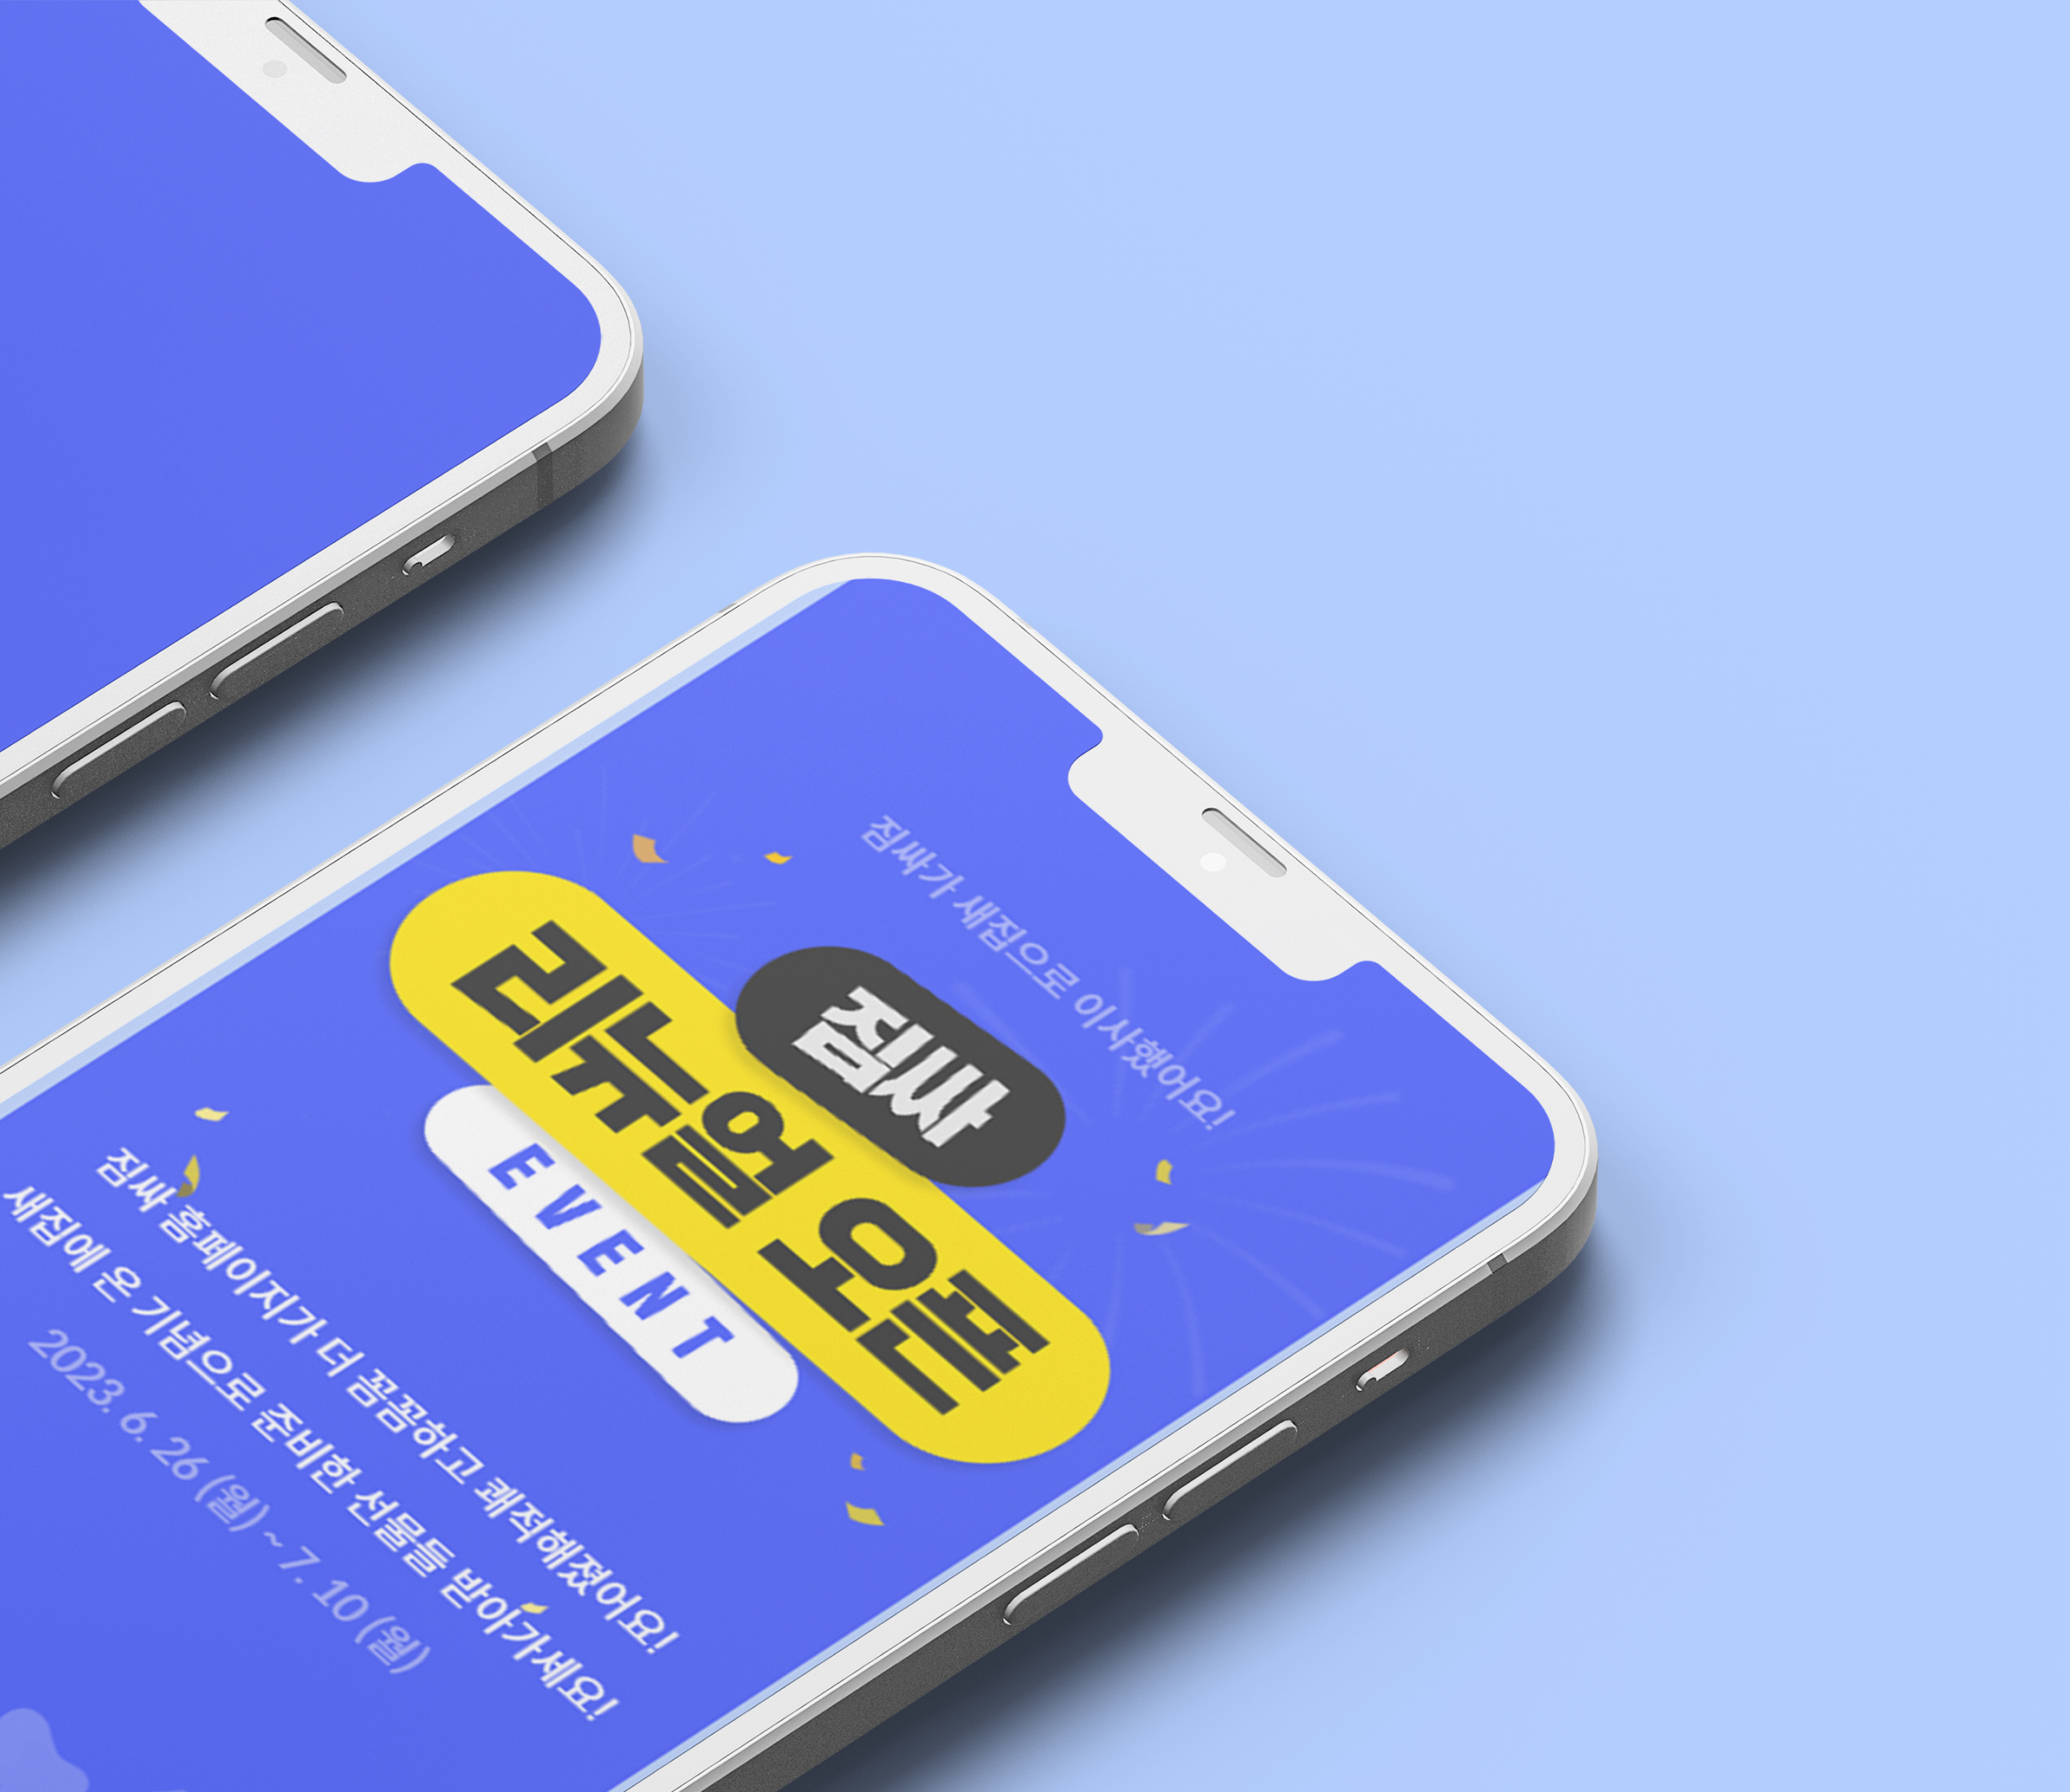 짐싸가 새집으로 이사했어요!
짐싸
리뉴얼 오픈
EVENT
짐싸 홈페이지가 더 꼼꼼하고 쾌적해졌어요!
새집에 온 기념으로 준비한 선물들 받아가세요!
2023. 6. 26 (월) ~ 7. 10 (월)